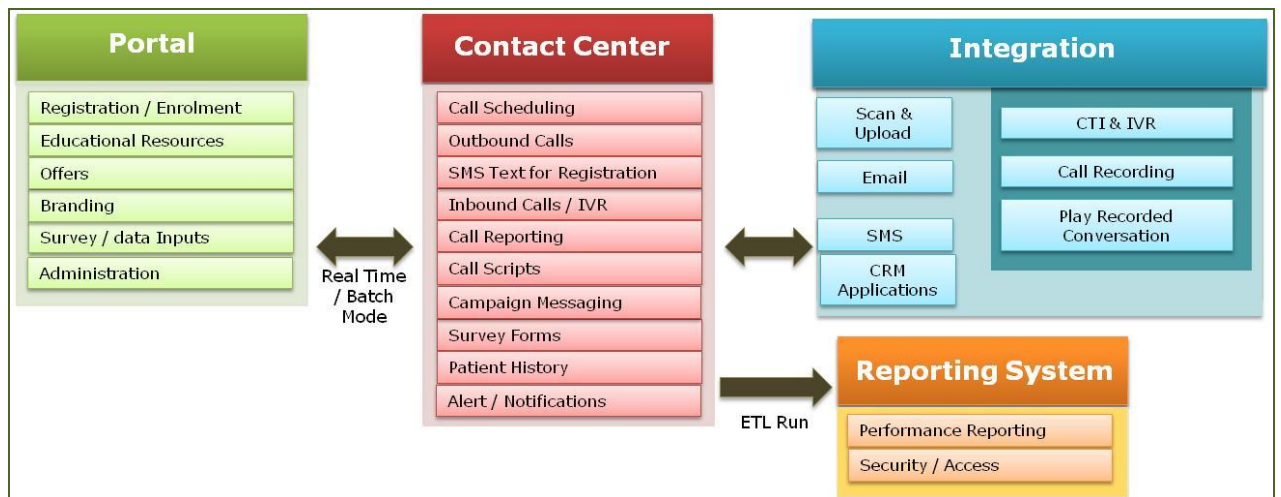 Portal
Registration / Enrolment
Educational Resources
Offers
Branding
Survey / data Inputs
Administration
Real Time
/ Batch
Mode
Contact Center
Call Scheduling
Outbound Calls
SMS Text for Registration
Inbound Calls / IVR
Call Reporting
Call Scripts
Campaign Messaging
Survey Forms
Patient History
Alert / Notifications
Integration
Scan &
Upload
Email
SMS
CRM
Applications
CTI & IVR
Call Recording
Play Recorded
Conversation
ETL Run
Reporting System
Performance Reporting
Security / Access